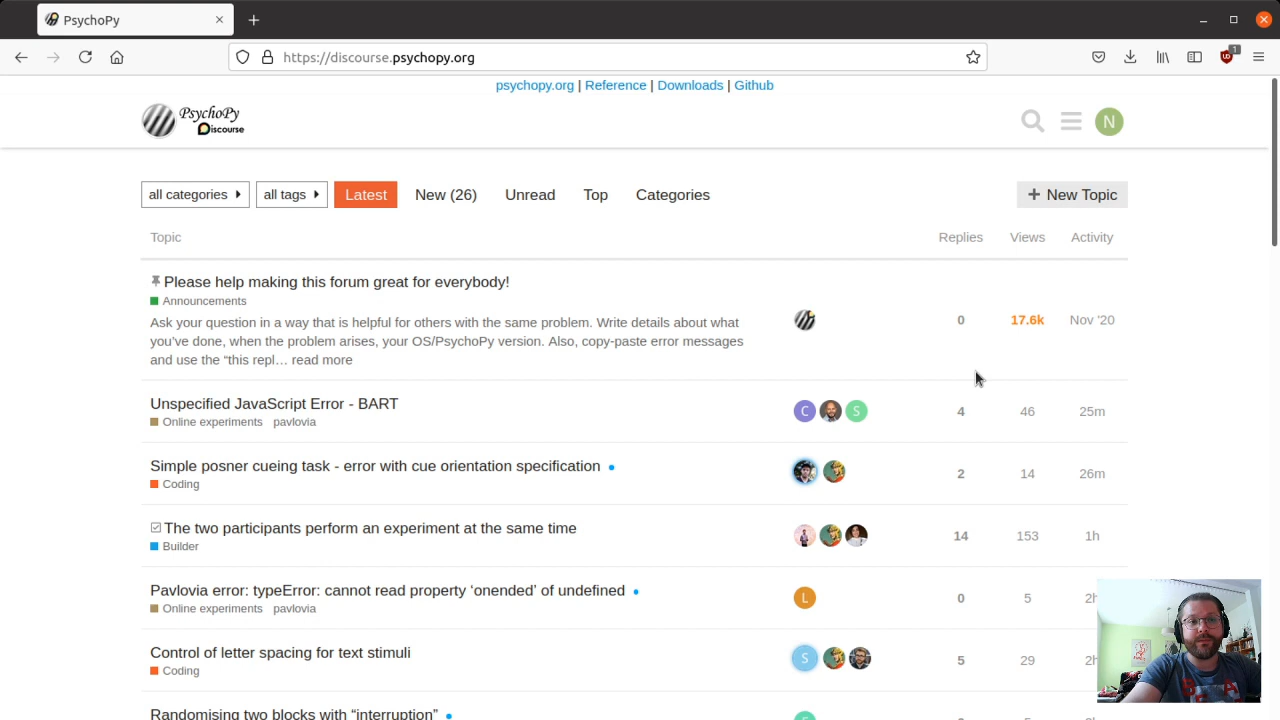 PsychoPy
1
https://discourse.psychopy.org
psychopy.org | Reference | Downloads | Github
PsychoPy
Discourse
N
all categories
all tags
Latest
New (26)
Unread
Top
Categories
+ New Topic
Topic
Replies
Views
Activity
Please help making this forum great for everybody!
Announcements
Ask your question in a way that is helpful for others with the same problem. Write details about what
you’ve done, when the problem arises, your OS/PsychoPy version. Also, copy-paste error messages
and use the “this repl… read more
0
17.6k
Nov '20
Unspecified JavaScript Error - BART
Online experiments pavlovia
C
S
4
46
25m
Simple posner cueing task - error with cue orientation specification
Coding
2
14
26m
The two participants perform an experiment at the same time
Builder
14
153
1h
Pavlovia error: typeError: cannot read property ‘onended’ of undefined
Online experiments pavlovia
L
0
5
2h
Control of letter spacing for text stimuli
Coding
S
5
29
2h
Randomising two blocks with “interruption”